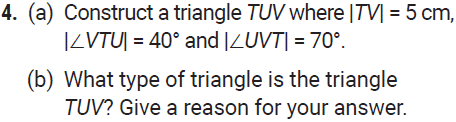 4. (a) Construct a triangle TUV where |TV| = 5 cm,
|∠VTU| = 40° and |∠UVT| = 70°.
(b) What type of triangle is the triangle
TUV? Give a reason for your answer.